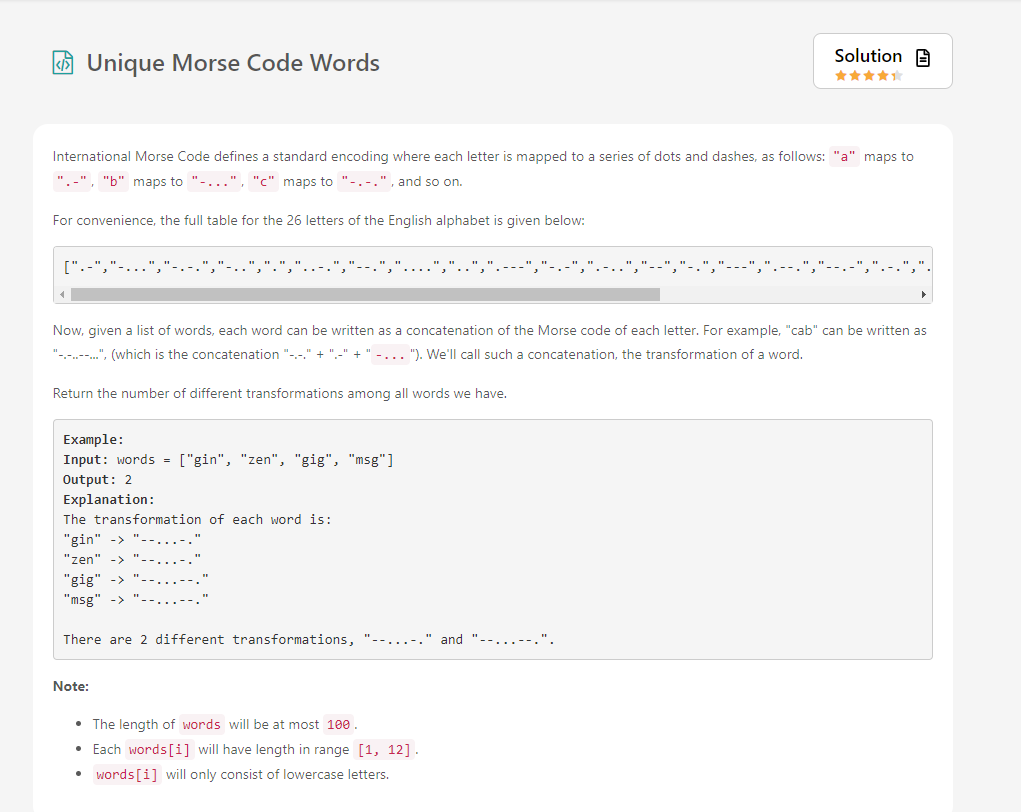 Unique Morse Code Words
Solution
International Morse Code defines a standard encoding where each letter is mapped to a series of dots and dashes, as follows: "a" maps to
".-", "b" maps to "-...", "c" maps to "-.-.", and so on.
For convenience, the full table for the 26 letters of the English alphabet is given below:
[".-","-...","-.-.","-..",".","..-.","--.","....","..",".---","-.-",".-..","--","-.","---",".--.","--.-",".-.",".
Now, given a list of words, each word can be written as a concatenation of the Morse code of each letter. For example, "cab" can be written as
"-.-..--...", (which is the concatenation "-.-." + ".-" + "-..."). We'll call such a concatenation, the transformation of a word.
Return the number of different transformations among all words we have.
Example:
Input: words = ["gin", "zen", "gig", "msg"]
Output: 2
Explanation:
The transformation of each word is:
"gin" -> "--...-."
"zen" -> "--...-."
"gig" -> "--...--."
"msg" -> "--...--."
There are 2 different transformations, "--...-." and "--...--.".
Note:
• The length of words will be at most 100.
• Each words[i] will have length in range [1, 12].
• words[i] will only consist of lowercase letters.